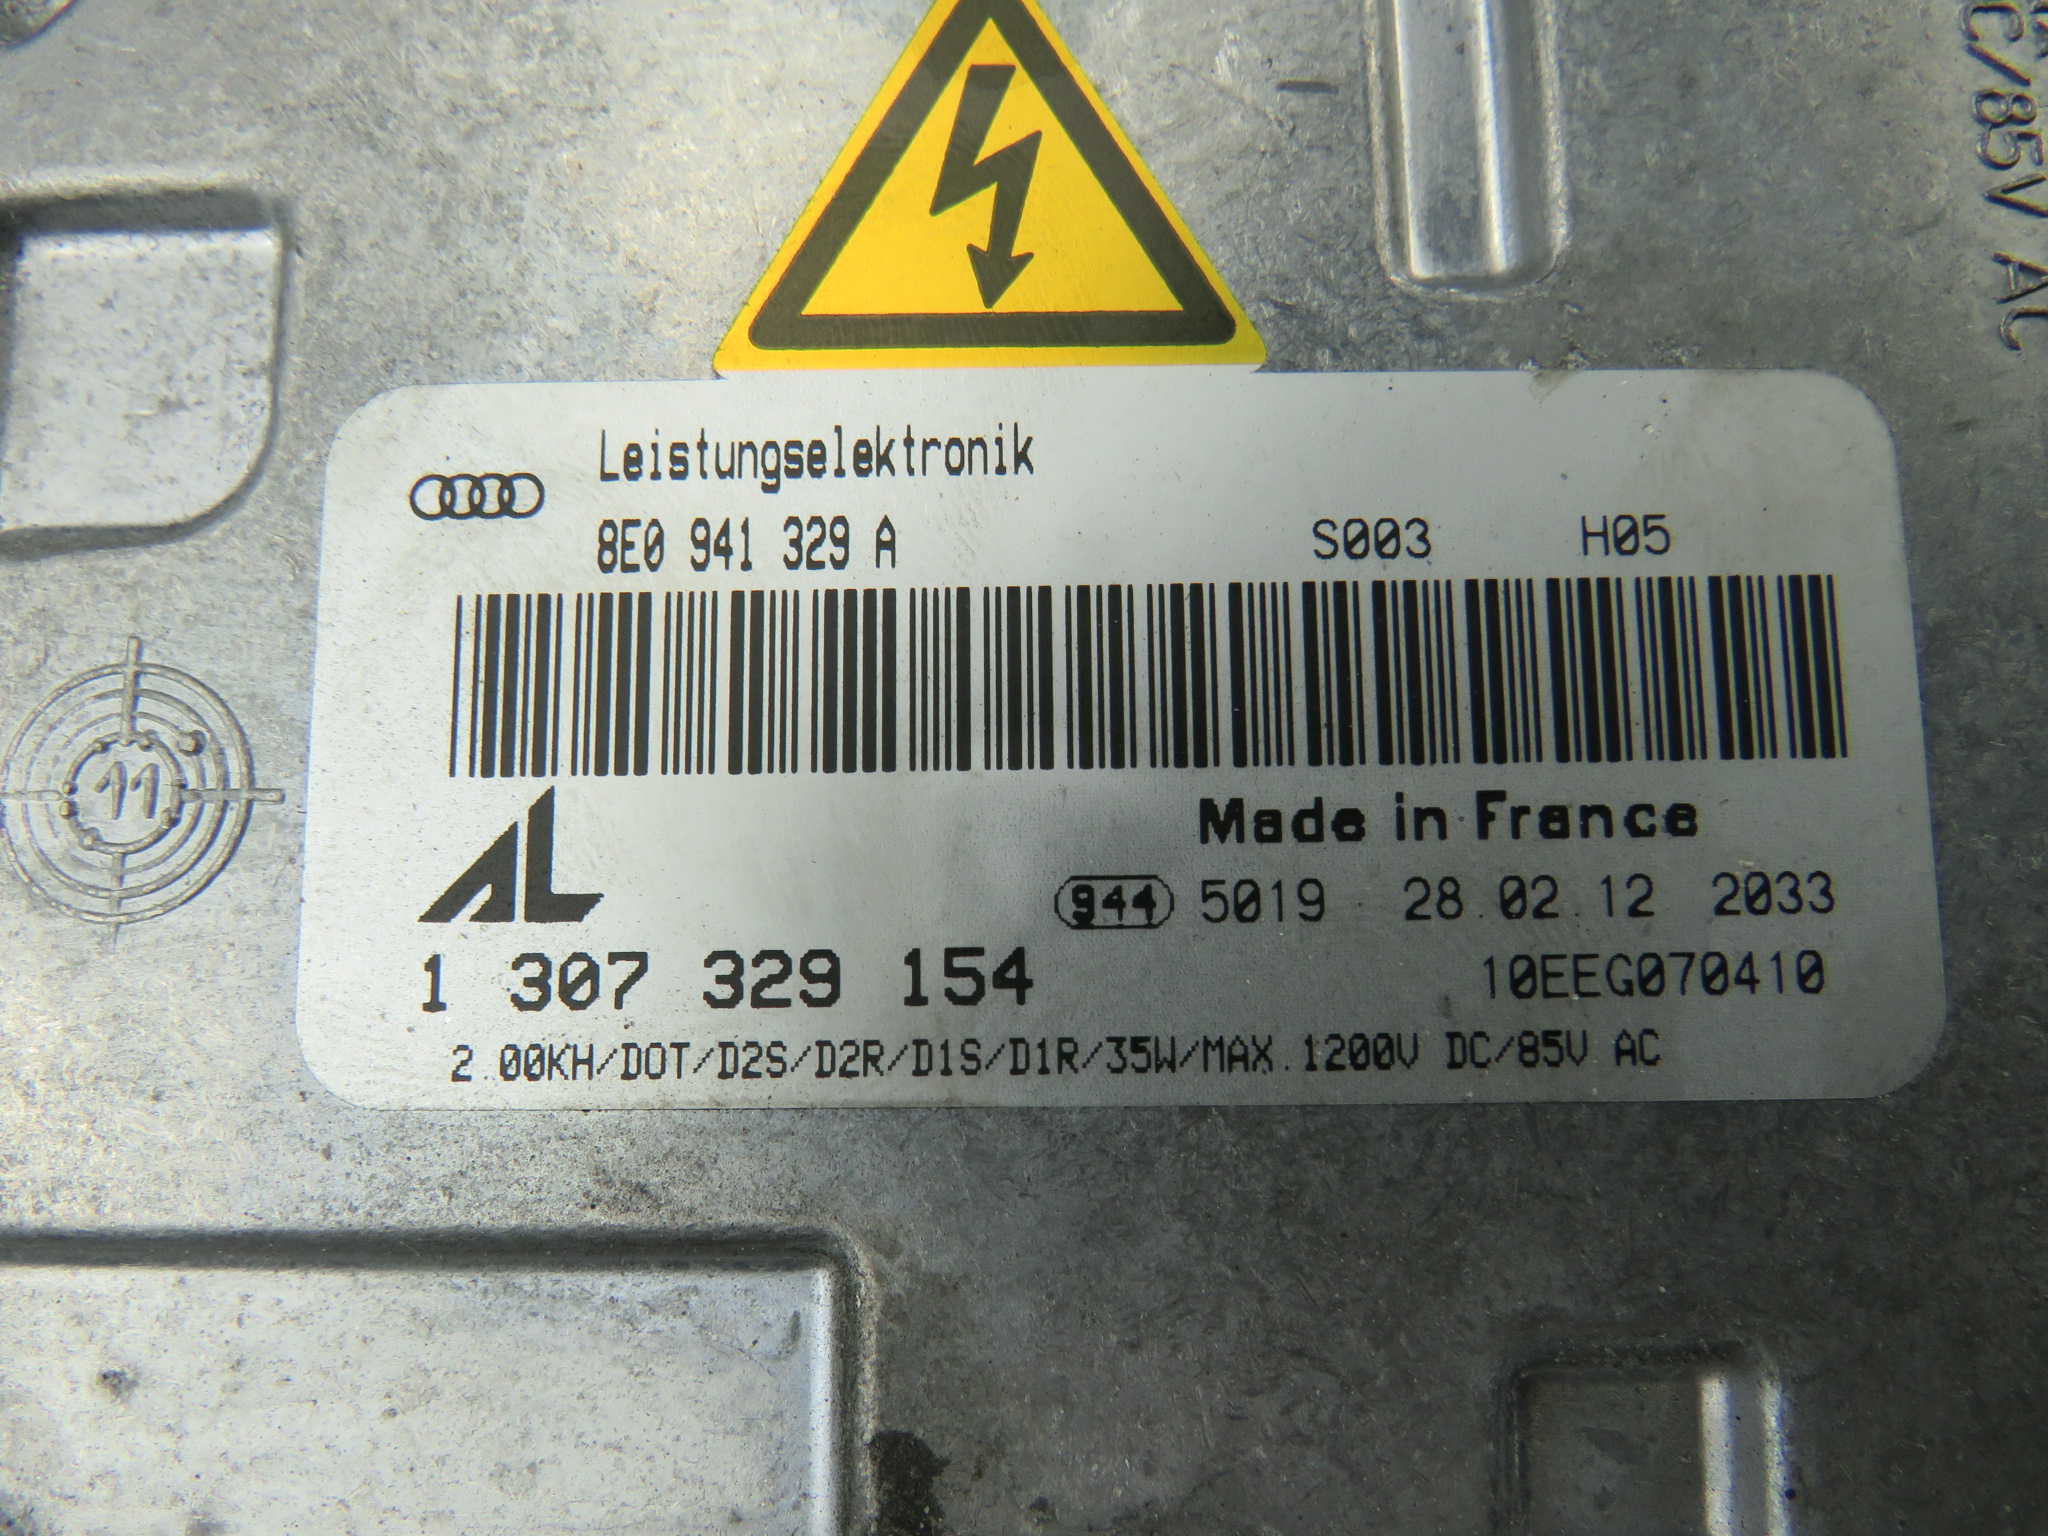 C/85V AC
Leistungselektronik
8E0 941 329 A S003 H05
11
AL
Made in France
944 5019 28.02.12 2033
1 307 329 154 10EEG070410
2.00KH/DOT/D2S/D2R/D1S/D1R/35W/MAX.1200V DC/85V AC